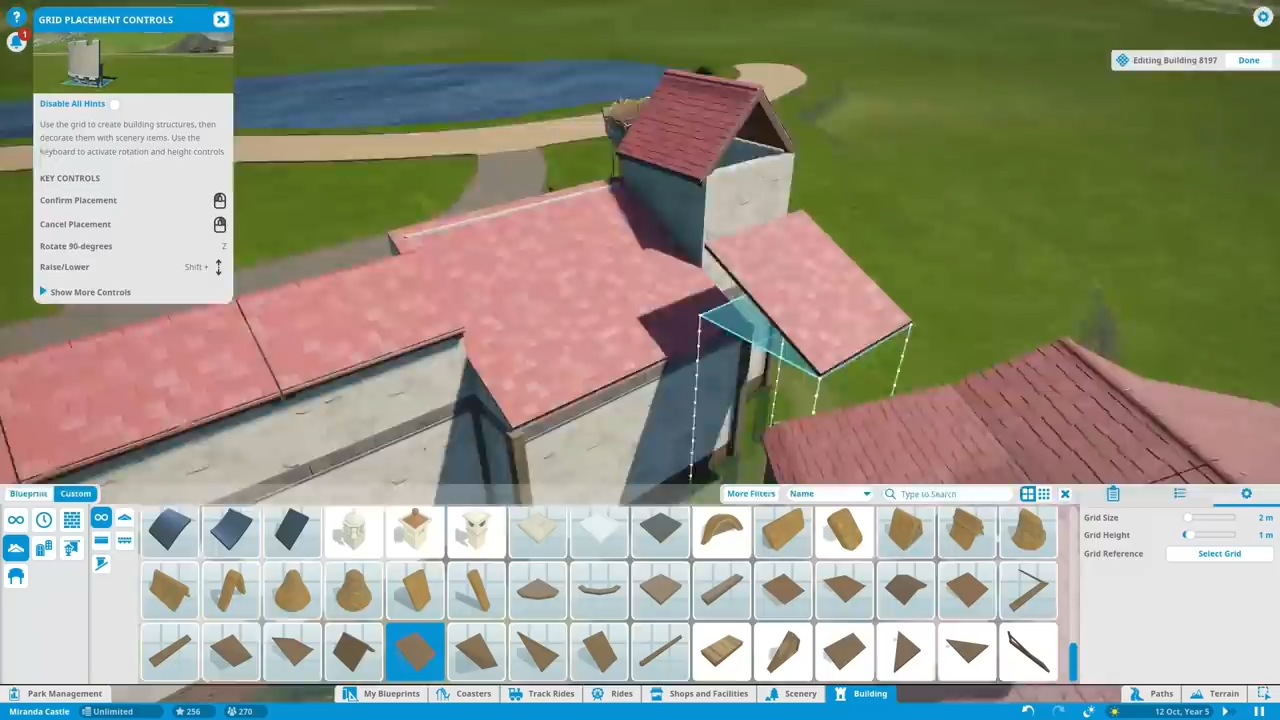 ?
1
GRID PLACEMENT CONTROLS
Disable All Hints
Use the grid to create building structures, then
decorate them with scenery items. Use the
keyboard to activate rotation and height controls
KEY CONTROLS
Confirm Placement
Cancel Placement
Rotate 90-degrees Z
Raise/Lower Shift +
Show More Controls
Editing Building 8197 Done
Blueprint Custom More Filters Name Type to Search
Grid Size 2 m
Grid Height 1 m
Grid Reference Select Grid
Park Management My Blueprints Coasters Track Rides Rides Shops and Facilities Scenery Building Paths Terrain
Miranda Castle Unlimited 256 270 12 Oct, Year 5